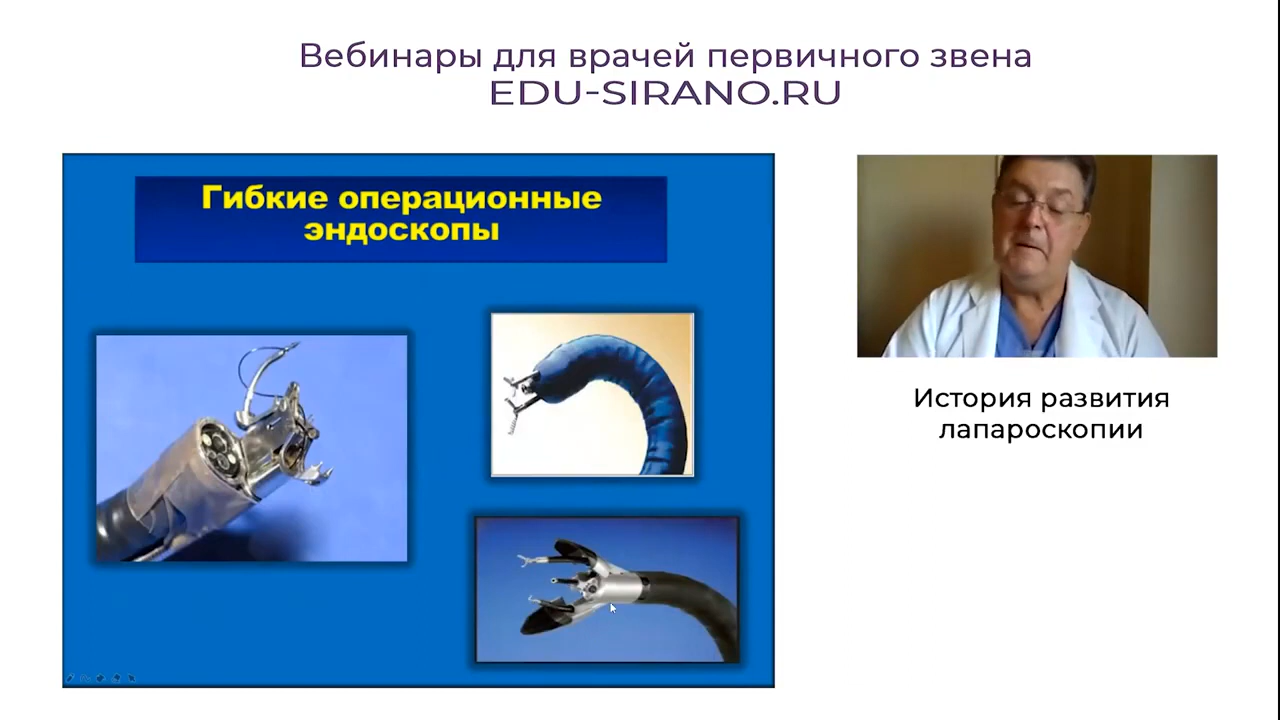 Вебинары для врачей первичного звена
EDU-SIRANO.RU
Гибкие операционные
эндоскопы
История развития
лапароскопии